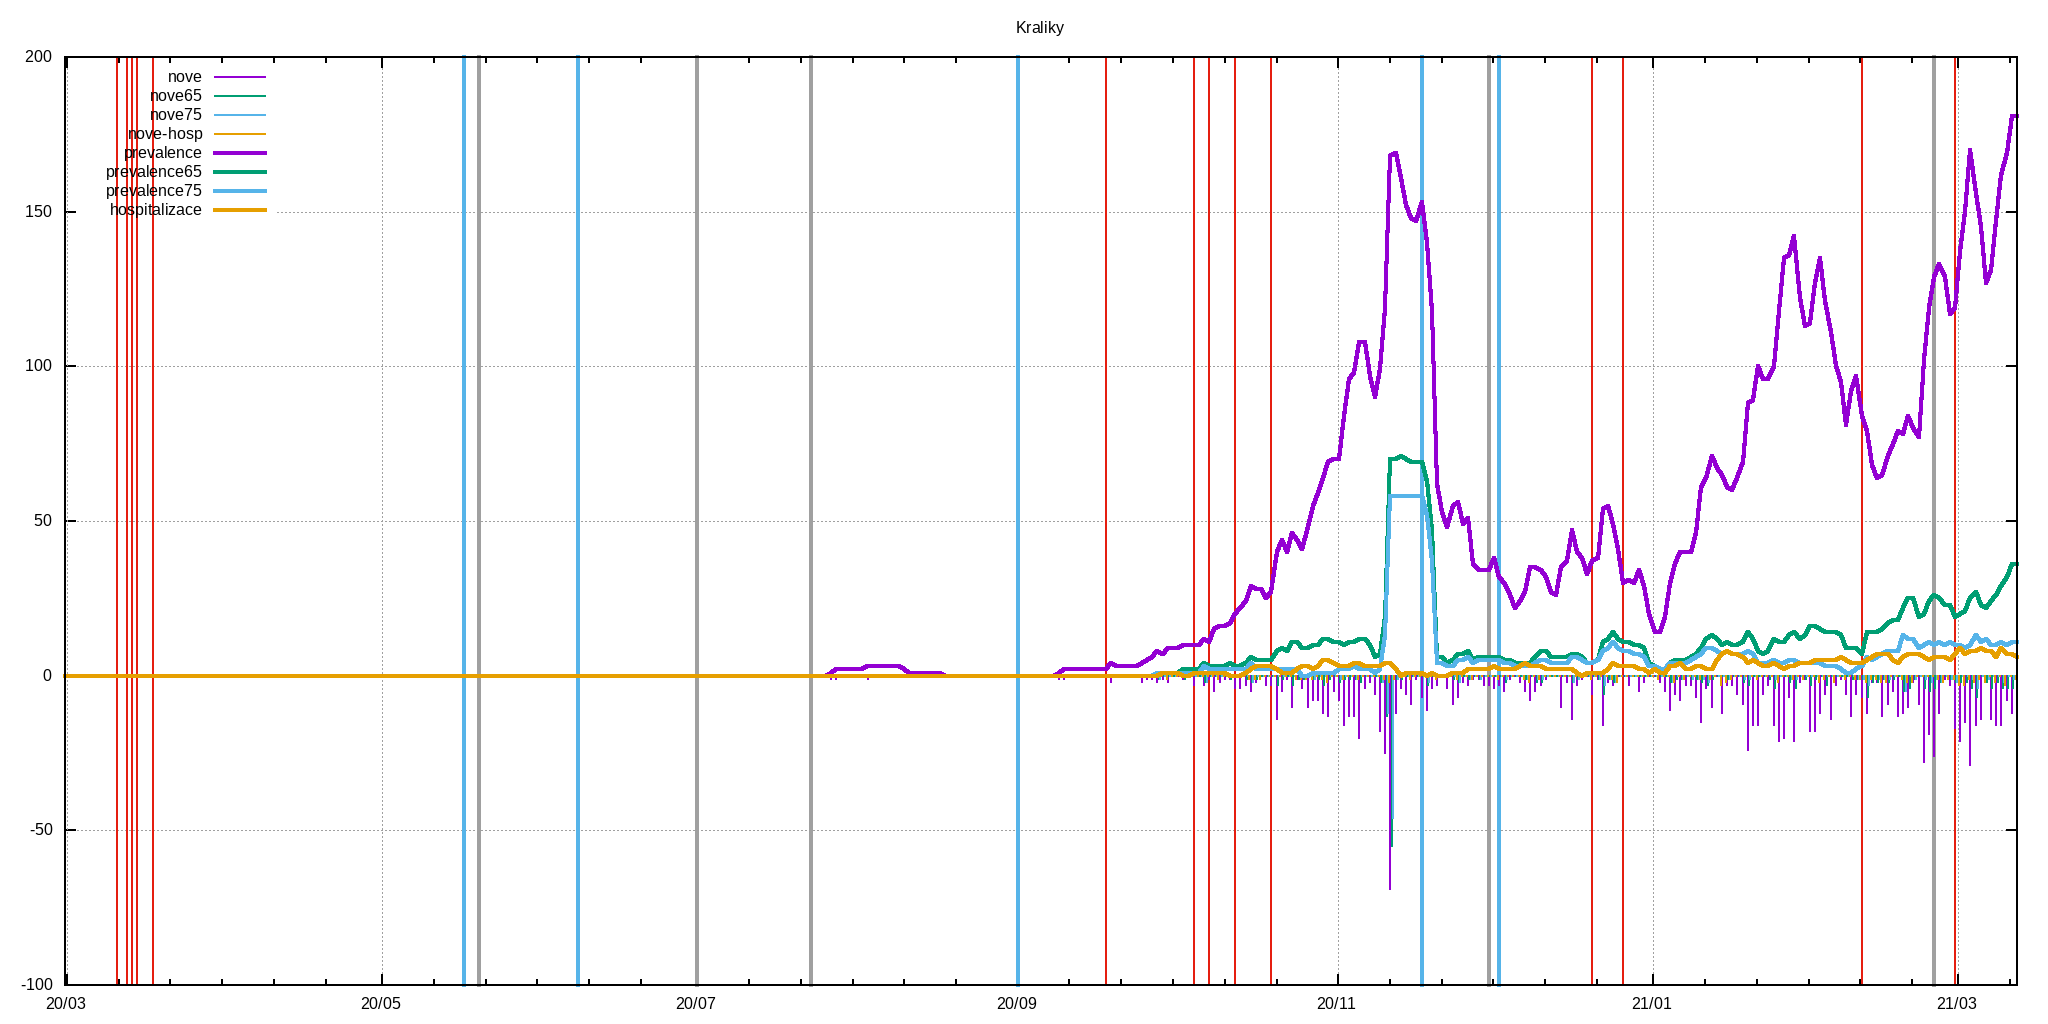 Kraliky
200
150
100
50
0
-50
-100
nove
nove65
nove75
nove-hosp
prevalence
prevalence65
prevalence75
hospitalizace
20/03 20/05 20/07 20/09 20/11 21/01 21/03